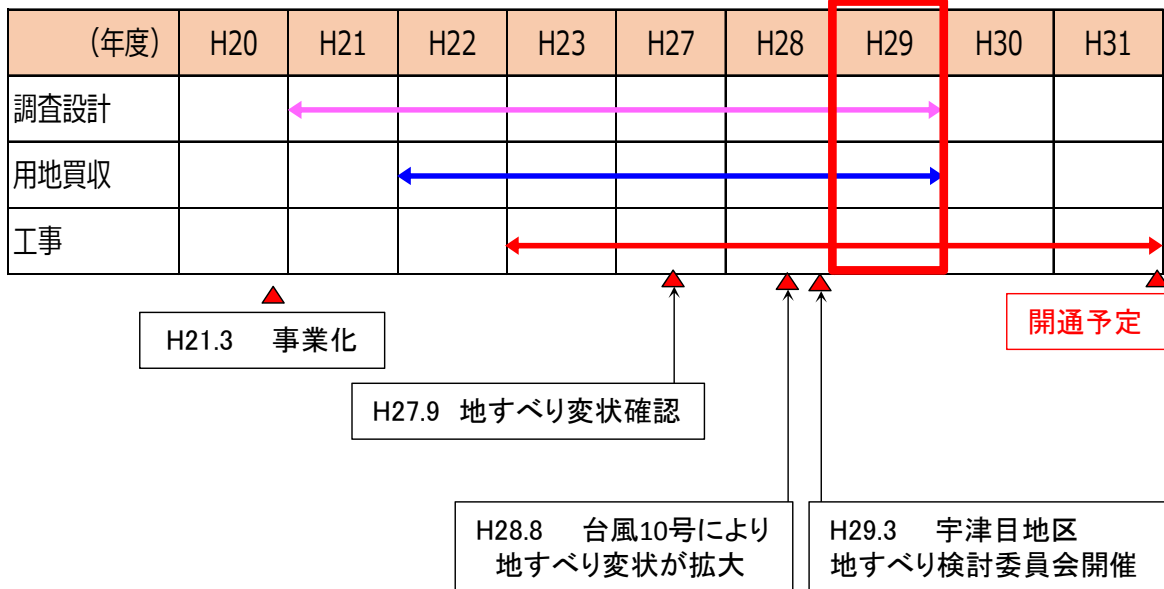 (年度) H20 H21 H22 H23 H27 H28 H29 H30 H31
調査設計
用地買収
工事
H21.3 事業化
開通予定
H27.9 地すべり変状確認
H28.8 台風10号により
地すべり変状が拡大
H29.3 宇津目地区
地すべり検討委員会開催